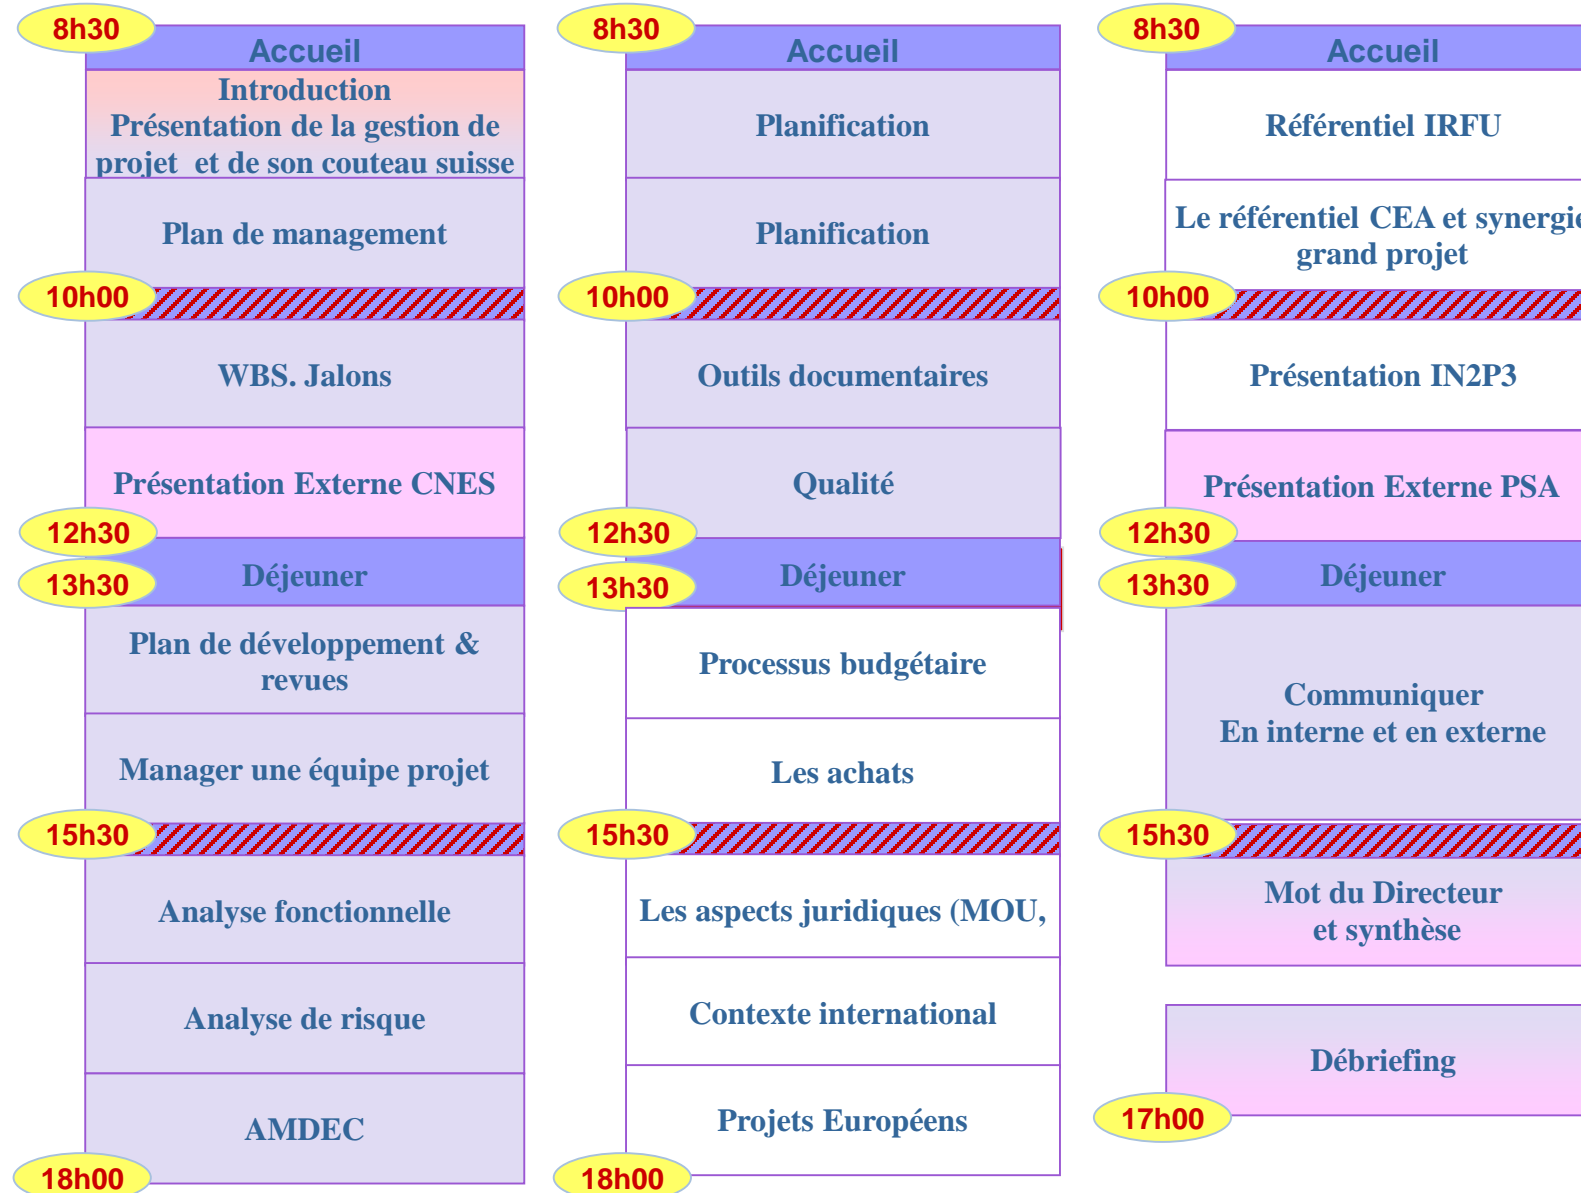 8h30
Accueil
Introduction
Présentation de la gestion de
projet et de son couteau suisse
Plan de management
10h00
WBS. Jalons
Présentation Externe CNES
12h30
Déjeuner
13h30
Plan de développement &
revues
Manager une équipe projet
15h30
Analyse fonctionnelle
Analyse de risque
AMDEC
18h00
8h30
Accueil
Planification
Planification
10h00
Outils documentaires
Qualité
12h30
Déjeuner
13h30
Processus budgétaire
Les achats
15h30
Les aspects juridiques (MOU,
Contexte international
Projets Européens
18h00
8h30
Accueil
Référentiel IRFU
Le référentiel CEA et synergie
grand projet
10h00
Présentation IN2P3
Présentation Externe PSA
12h30
Déjeuner
13h30
Communiquer
En interne et en externe
15h30
Mot du Directeur
et synthèse
Débriefing
17h00